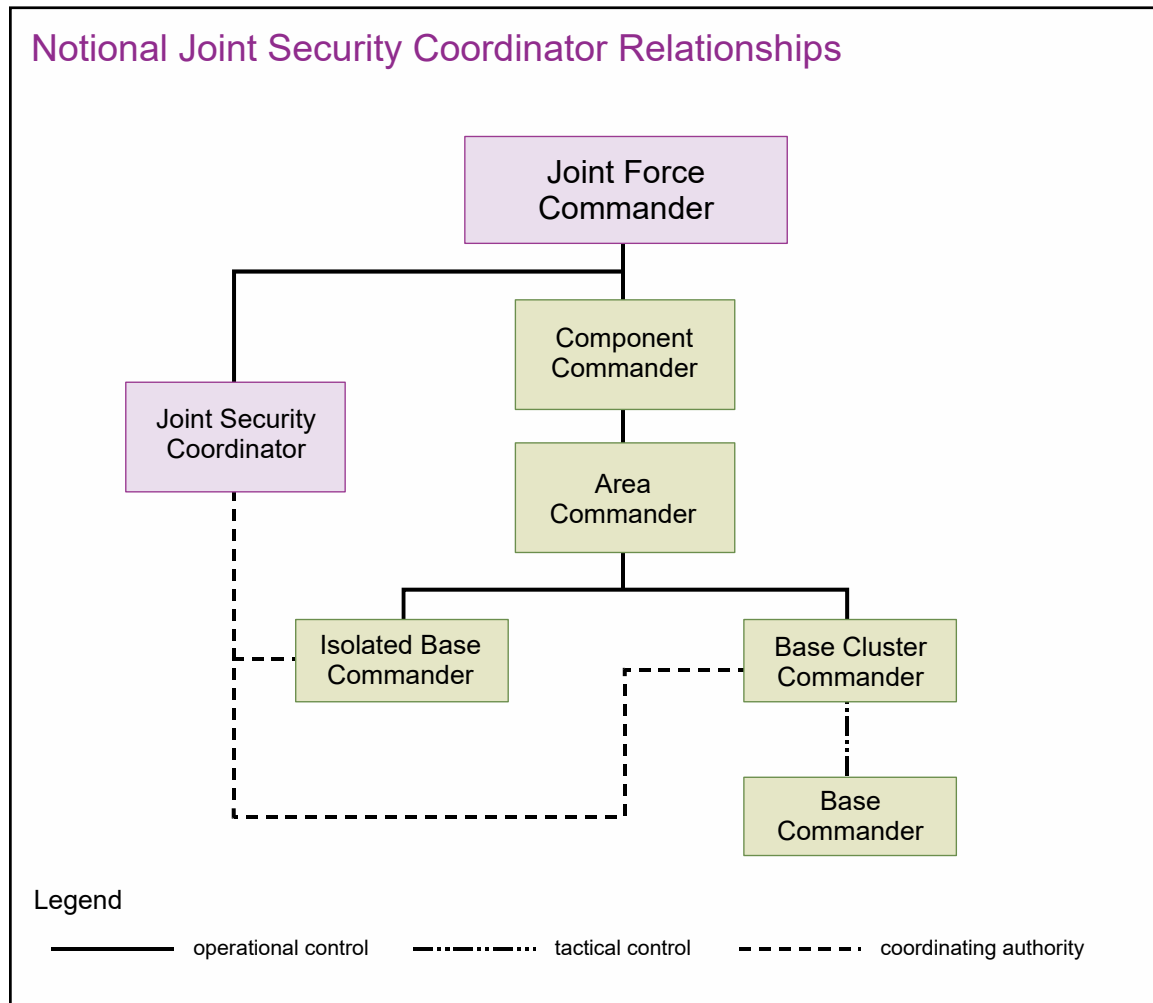 Notional Joint Security Coordinator Relationships
Joint Force
Commander
Component
Commander
Joint Security
Coordinator
Area
Commander
Isolated Base
Commander
Base Cluster
Commander
Base
Commander
Legend
operational control
tactical control
coordinating authority